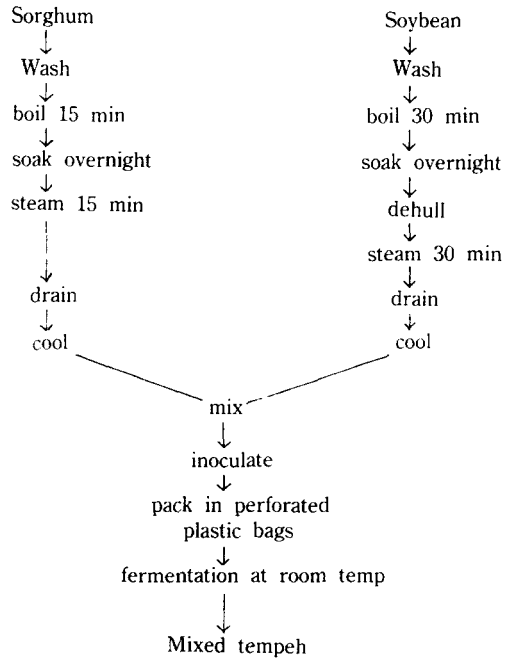 Sorghum
Wash
boil 15 min
soak overnight
steam 15 min
drain
cool
Soybean
Wash
boil 30 min
soak overnight
dehull
steam 30 min
drain
cool
mix
inoculate
pack in perforated
plastic bags
fermentation at room temp
Mixed tempeh